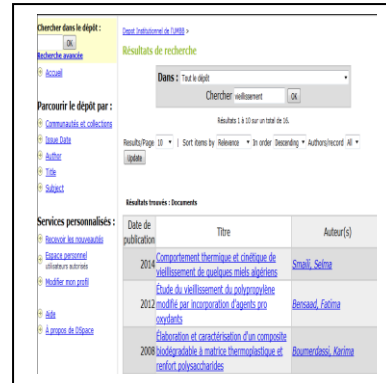 Chercher dans le dépôt :
OK
Recherche avancée
Accueil
Parcourir le dépôt par :
Communautés et collections
Issue Date
Author
Title
Subject
Services personnalisés :
Recevoir les nouveautés
Espace personnel
utilisateurs autorisés
Modifier mon profil
Aide
À propos de DSpace
Depot Institutionnel de l'UMBB >
Résultats de recherche
Dans : Tout le dépôt
Chercher vieillissement OK
Résultats 1 à 10 sur un total de 16.
Results/Page 10 | Sort items by Relevance In order Descending Authors/record All
Update
Résultats trouvés : Documents
Date de publication Titre Auteur(s)
2014 Comportement thermique et cinétique de
vieillissement de quelques miels algériens
Smaili, Selma
2012 Étude du vieillissement du polypropylène
modifié par incorporation d'agents pro
oxydants
Bensaad, Fatima
2008 Élaboration et caractérisation d'un composite
biodégradable à matrice thermoplastique et
renfort polysaccharides
Boumerdassi, Karima